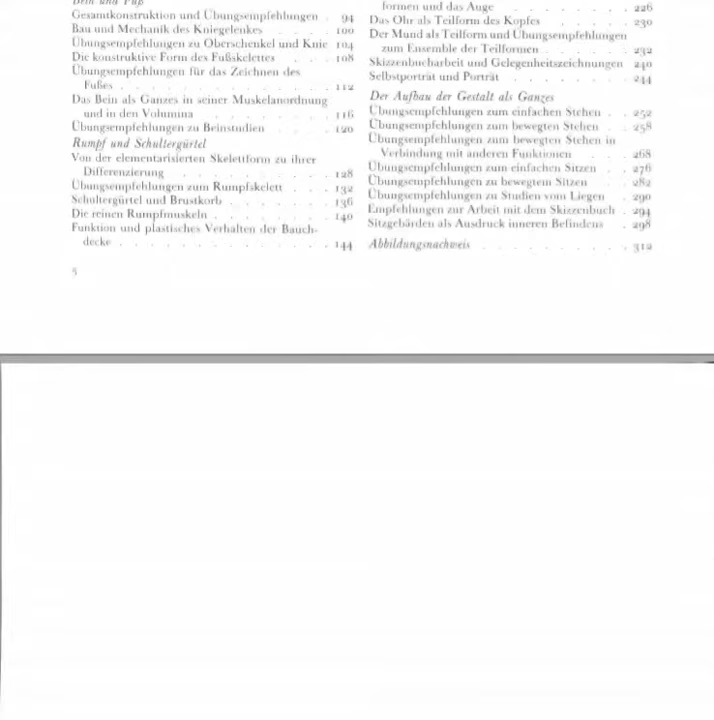 Bein und Fuß
Gesamtkonstruktion und Übungsempfehlungen . 94
Bau und Mechanik des Kniegelenkes . . . . 100
Übungsempfehlungen zu Oberschenkel und Knie 104
Die konstruktive Form des Fußskelettes . . . 108
Übungsempfehlungen für das Zeichnen des
Fußes . . . . . . . . . . . . . . 112
Das Bein als Ganzes in seiner Muskelanordnung
und in den Volumina . . . . . . . . 116
Übungsempfehlungen zu Beinstudien . . . . 120
Rumpf und Schultergürtel
Von der elementarisierten Skelettform zu ihrer
Differenzierung . . . . . . . . . . 128
Übungsempfehlungen zum Rumpfskelett . . . 132
Schultergürtel und Brustkorb . . . . . . . 136
Die reinen Rumpfmuskeln . . . . . . . . 140
Funktion und plastisches Verhalten der Bauch-
decke . . . . . . . . . . . . . . 144
5
formen und das Auge . . . . . . . . 226
Das Ohr als Teilform des Kopfes . . . . . 230
Der Mund als Teilform und Übungsempfehlungen
zum Ensemble der Teilformen . . . . . . 232
Skizzenbucharbeit und Gelegenheitszeichnungen 240
Selbstporträt und Porträt . . . . . . . . 244
Der Aufbau der Gestalt als Ganzes
Übungsempfehlungen zum einfachen Stehen . . 252
Übungsempfehlungen zum bewegten Stehen . . 258
Übungsempfehlungen zum bewegten Stehen in
Verbindung mit anderen Funktionen . . . 268
Übungsempfehlungen zum einfachen Sitzen . . 276
Übungsempfehlungen zu bewegtem Sitzen . . 282
Übungsempfehlungen zu Studien vom Liegen . 290
Empfehlungen zur Arbeit mit dem Skizzenbuch . 294
Sitzgebärden als Ausdruck inneren Befindens . 298
Abbildungsnachweis . . . . . . . . . . 312